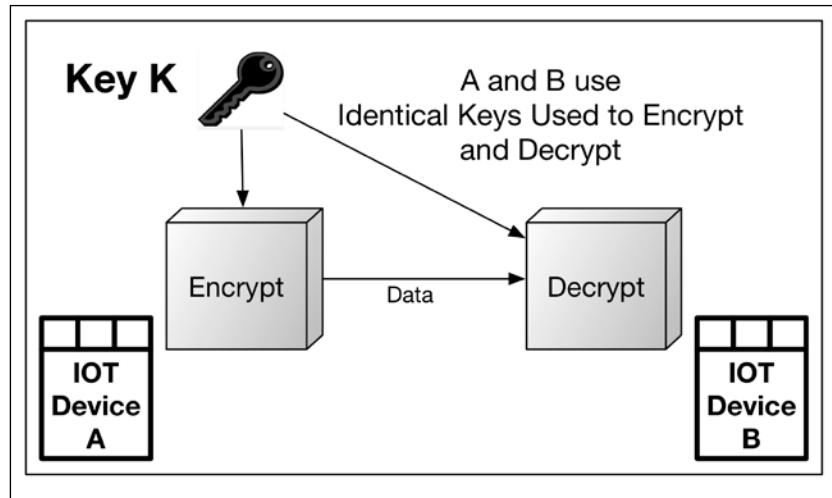 Key K
A and B use
Identical Keys Used to Encrypt
and Decrypt
Encrypt
Data
Decrypt
IOT
Device
A
IOT
Device
B